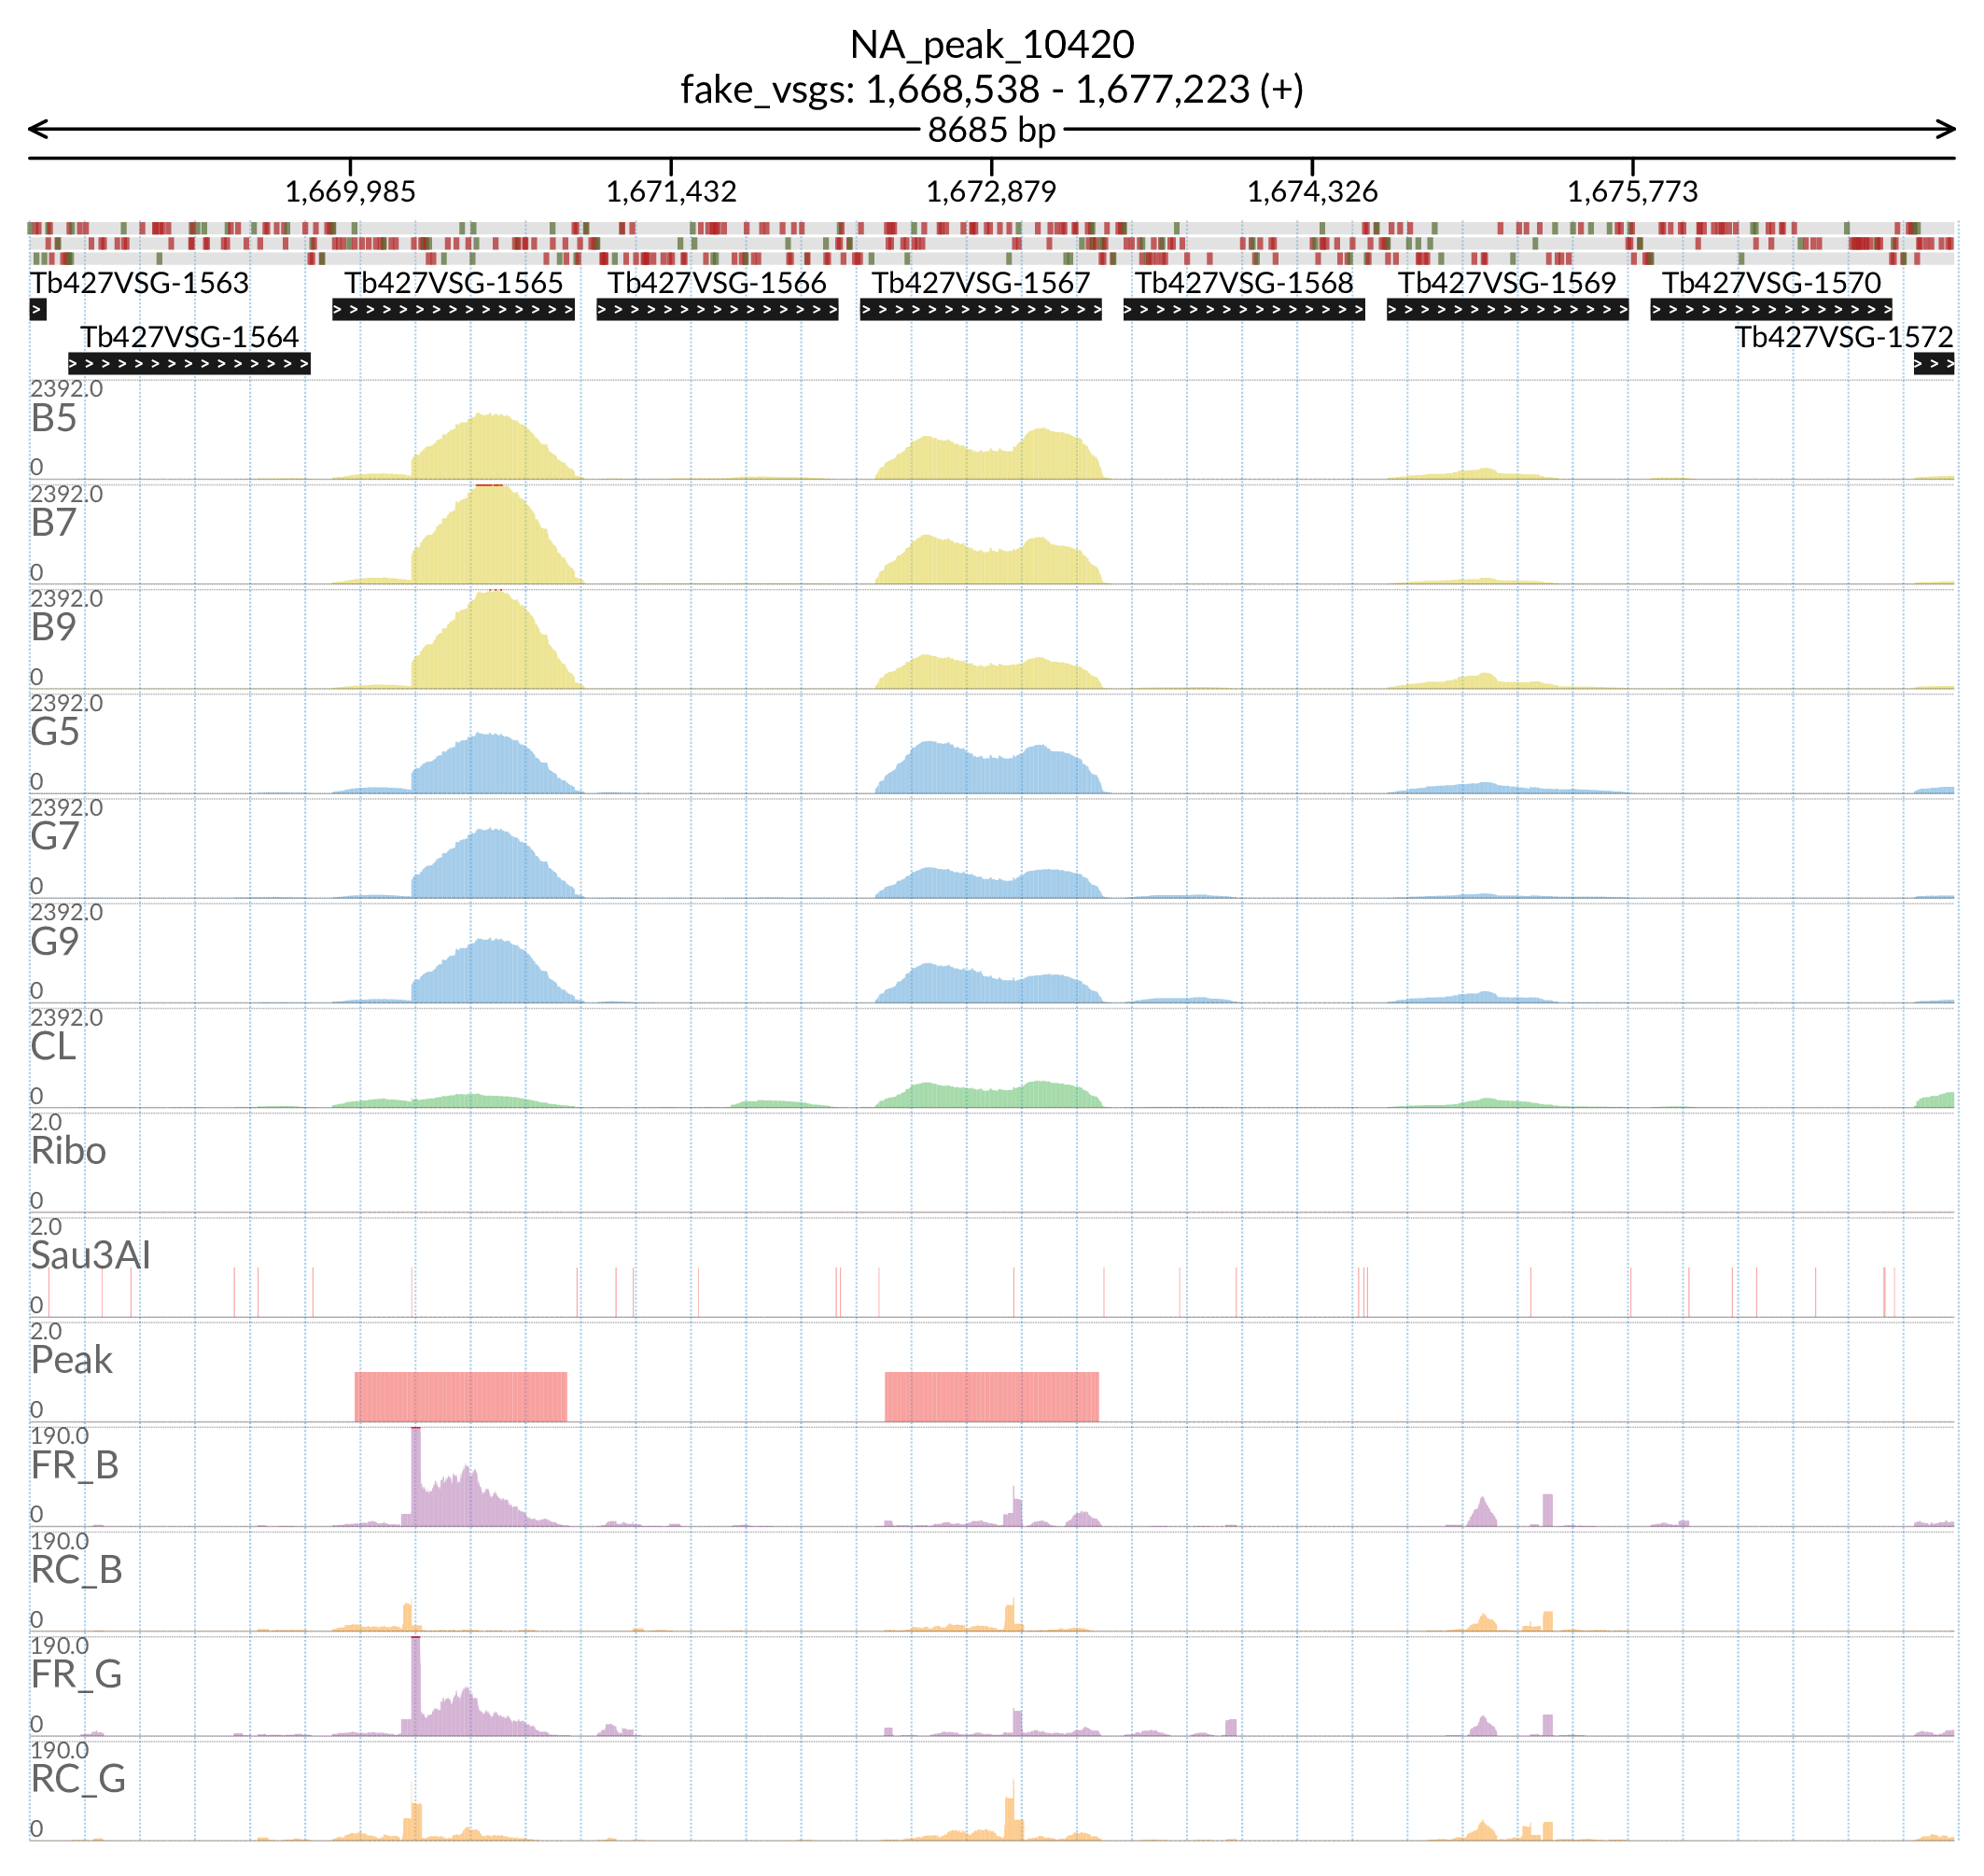 NA_peak_10420
fake_vsgs: 1,668,538 - 1,677,223 (+)
8685 bp
1,669,985 1,671,432 1,672,879 1,674,326 1,675,773
Tb427VSG-1563 Tb427VSG-1565 Tb427VSG-1566 Tb427VSG-1567 Tb427VSG-1568 Tb427VSG-1569 Tb427VSG-1570
Tb427VSG-1564 Tb427VSG-1572
2392.0
B5
0
2392.0
B7
0
2392.0
B9
0
2392.0
G5
0
2392.0
G7
0
2392.0
G9
0
2392.0
CL
0
2.0
Ribo
0
2.0
Sau3AI
0
2.0
Peak
0
190.0
FR_B
0
190.0
RC_B
0
190.0
FR_G
0
190.0
RC_G
0